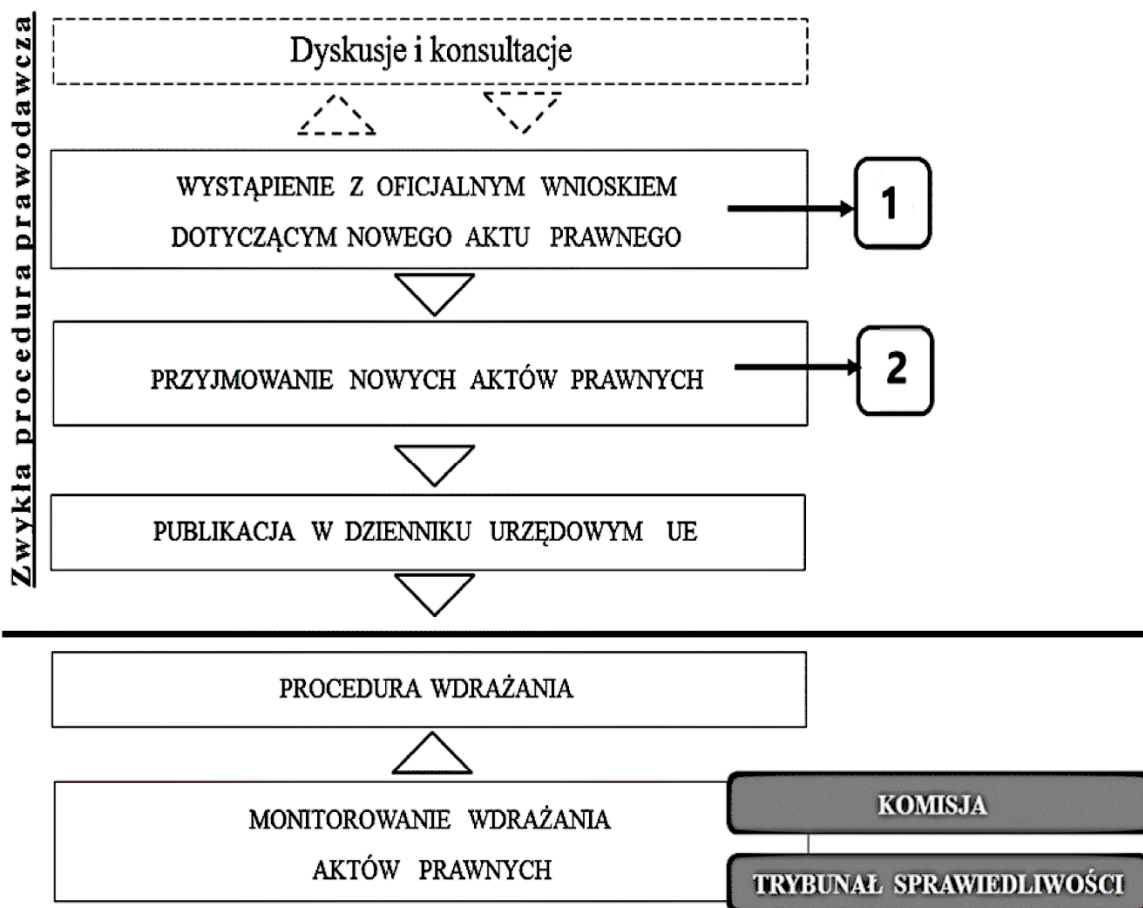 Zwykła procedura prawodawcza
Dyskusje i konsultacje
WYSTĄPIENIE Z OFICJALNYM WNIOSKIEM
DOTYCZĄCYM NOWEGO AKTU PRAWNEGO
1
PRZYJMOWANIE NOWYCH AKTÓW PRAWNYCH
2
PUBLIKACJA W DZIENNIKU URZĘDOWYM UE
PROCEDURA WDRAŻANIA
MONITOROWANIE WDRAŻANIA
AKTÓW PRAWNYCH
KOMISJA
TRYBUNAŁ SPRAWIEDLIWOŚCI